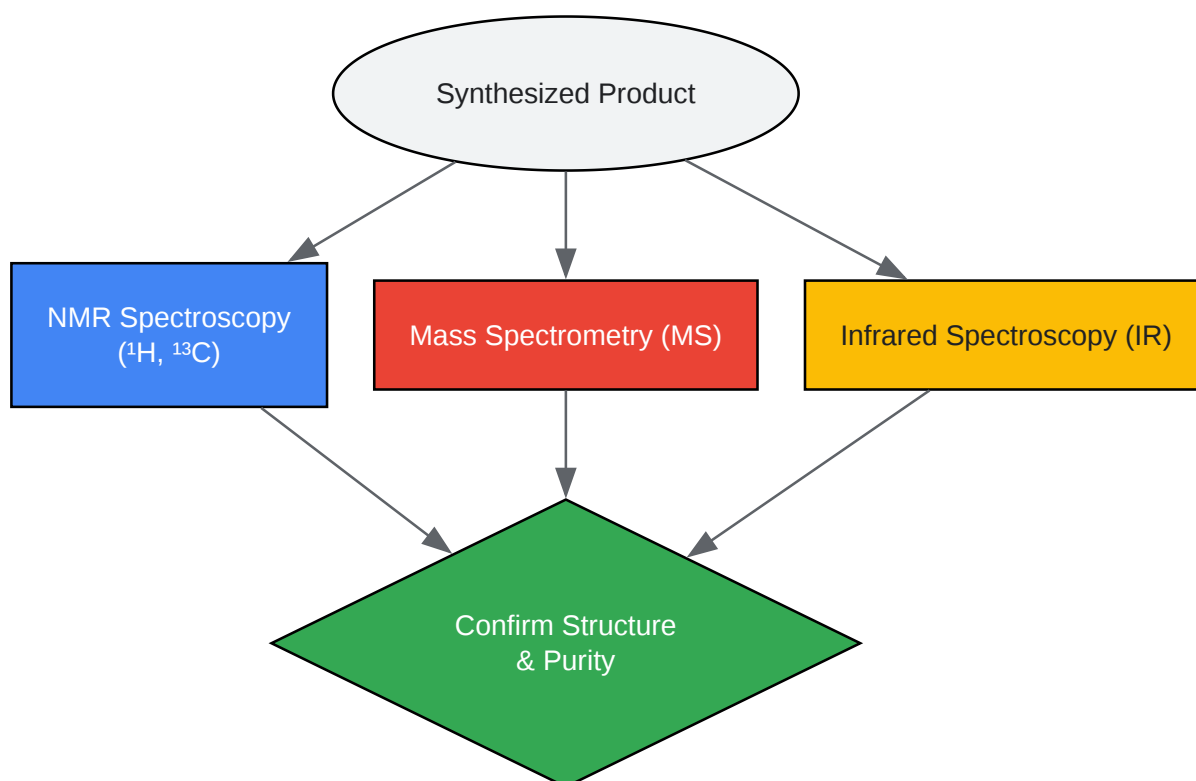 Synthesized Product
NMR Spectroscopy
(¹H, ¹³C)
Mass Spectrometry (MS)
Infrared Spectroscopy (IR)
Confirm Structure
& Purity